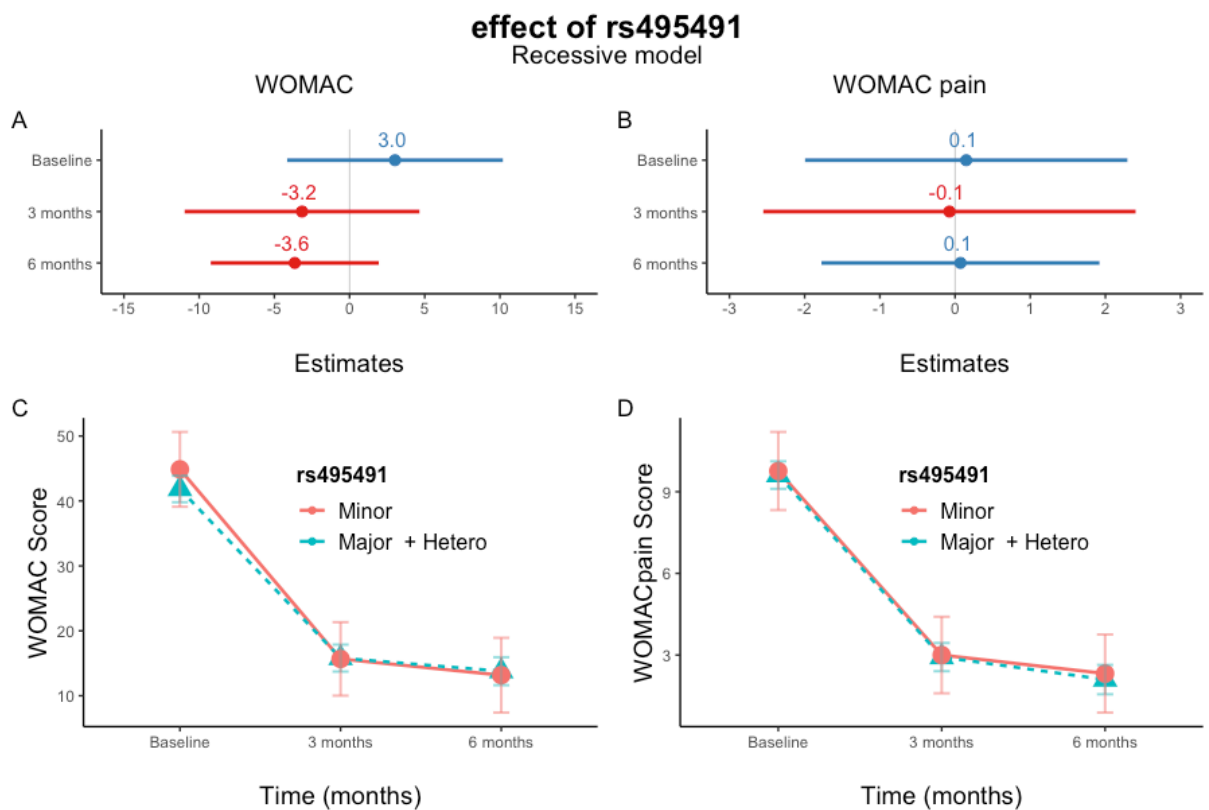 effect of rs495491
Recessive model
WOMAC
WOMAC pain
A
3.0
Baseline
-3.2
3 months
-3.6
6 months
-15 -10 -5 0 5 10 15
Estimates
B
0.1
Baseline
-0.1
3 months
0.1
6 months
-3 -2 -1 0 1 2 3
Estimates
C
WOMAC Score
50
40
30
20
10
rs495491
Minor
Major + Hetero
Baseline 3 months 6 months
Time (months)
D
WOMACpain Score
9
6
3
rs495491
Minor
Major + Hetero
Baseline 3 months 6 months
Time (months)